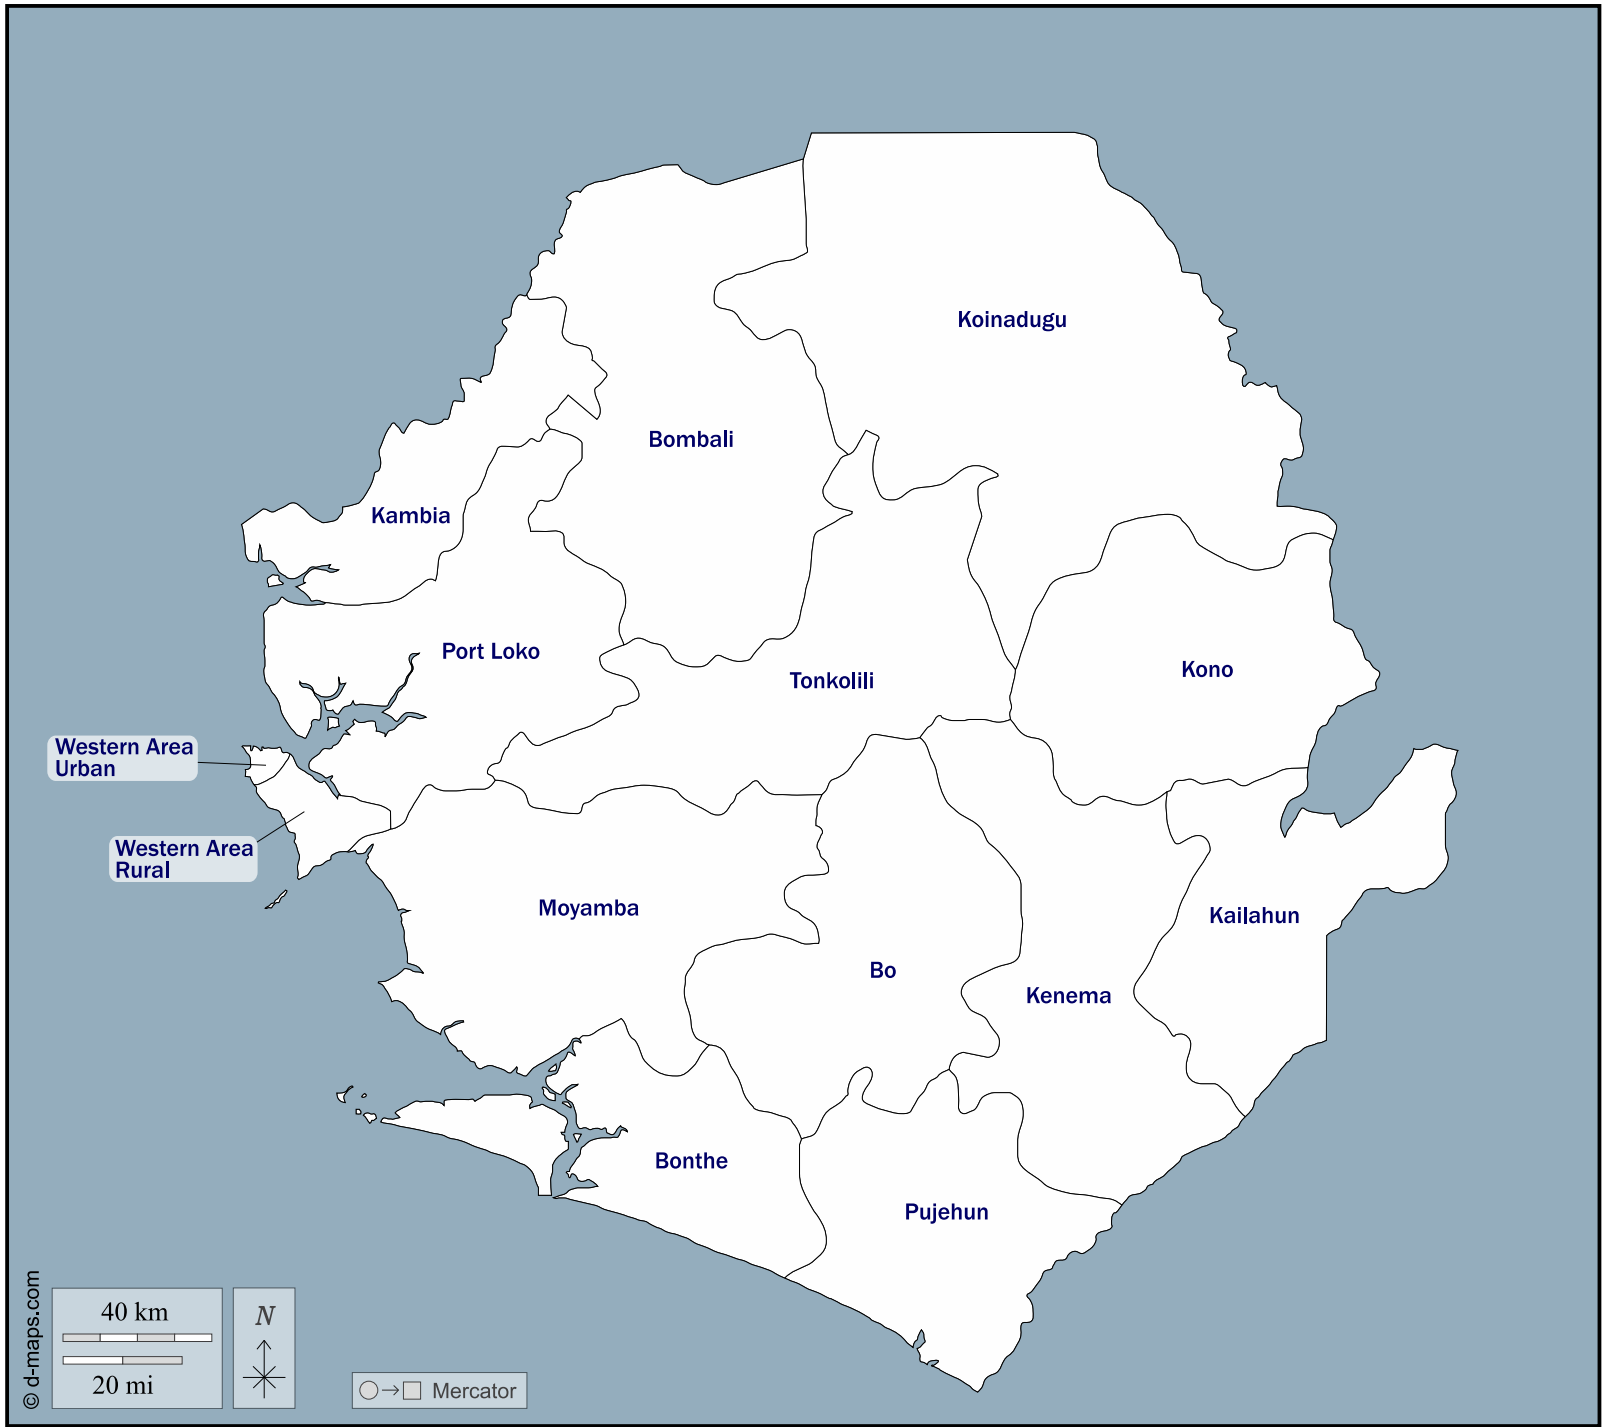 Koinadugu
Bombali
Kambia
Port Loko
Kono
Tonkolili
Western Area
Urban
Western Area
Rural
Moyamba
Kailahun
Bo
Kenema
Bonthe
Pujehun
© d-maps.com
40 km
20 mi
N
Mercator